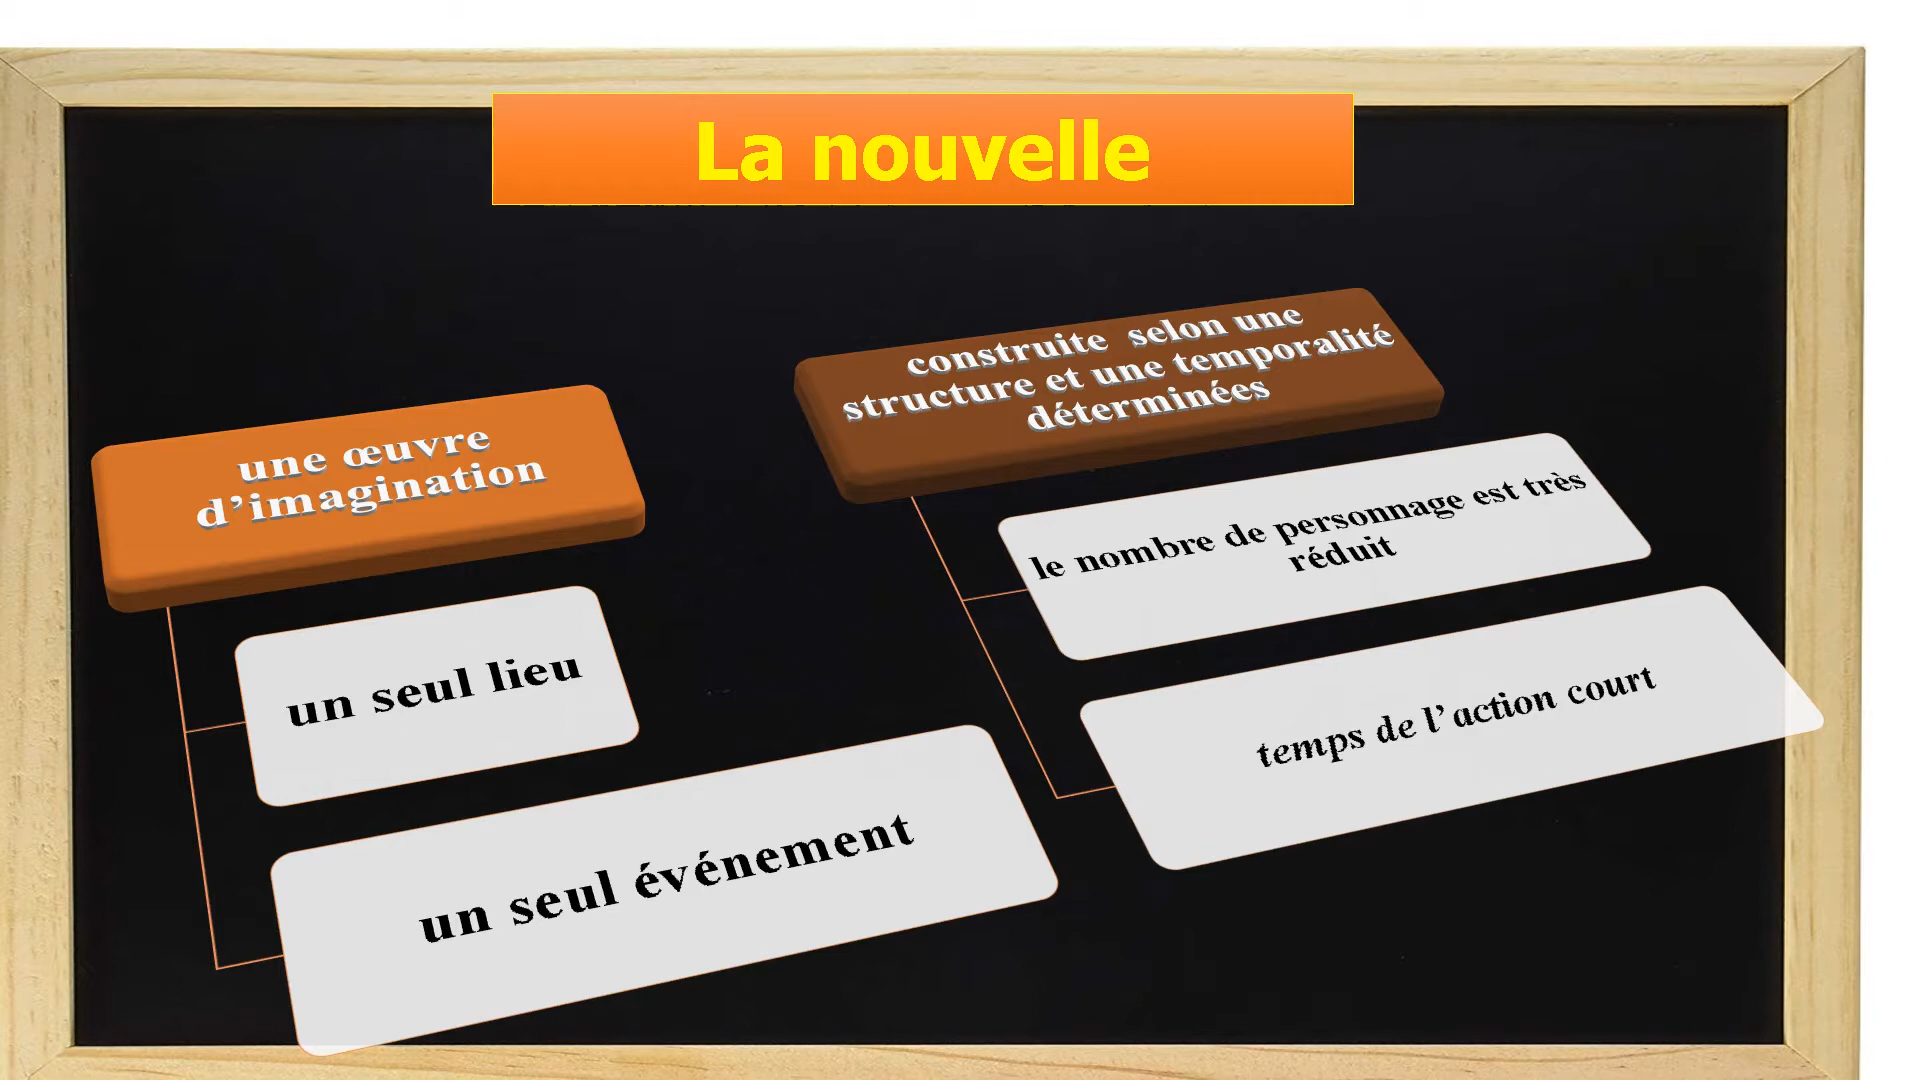 La nouvelle
une œuvre
d’imagination
un seul lieu
un seul événement
construite selon une
structure et une temporalité
déterminées
le nombre de personnage est très
réduit
temps de l’ action court